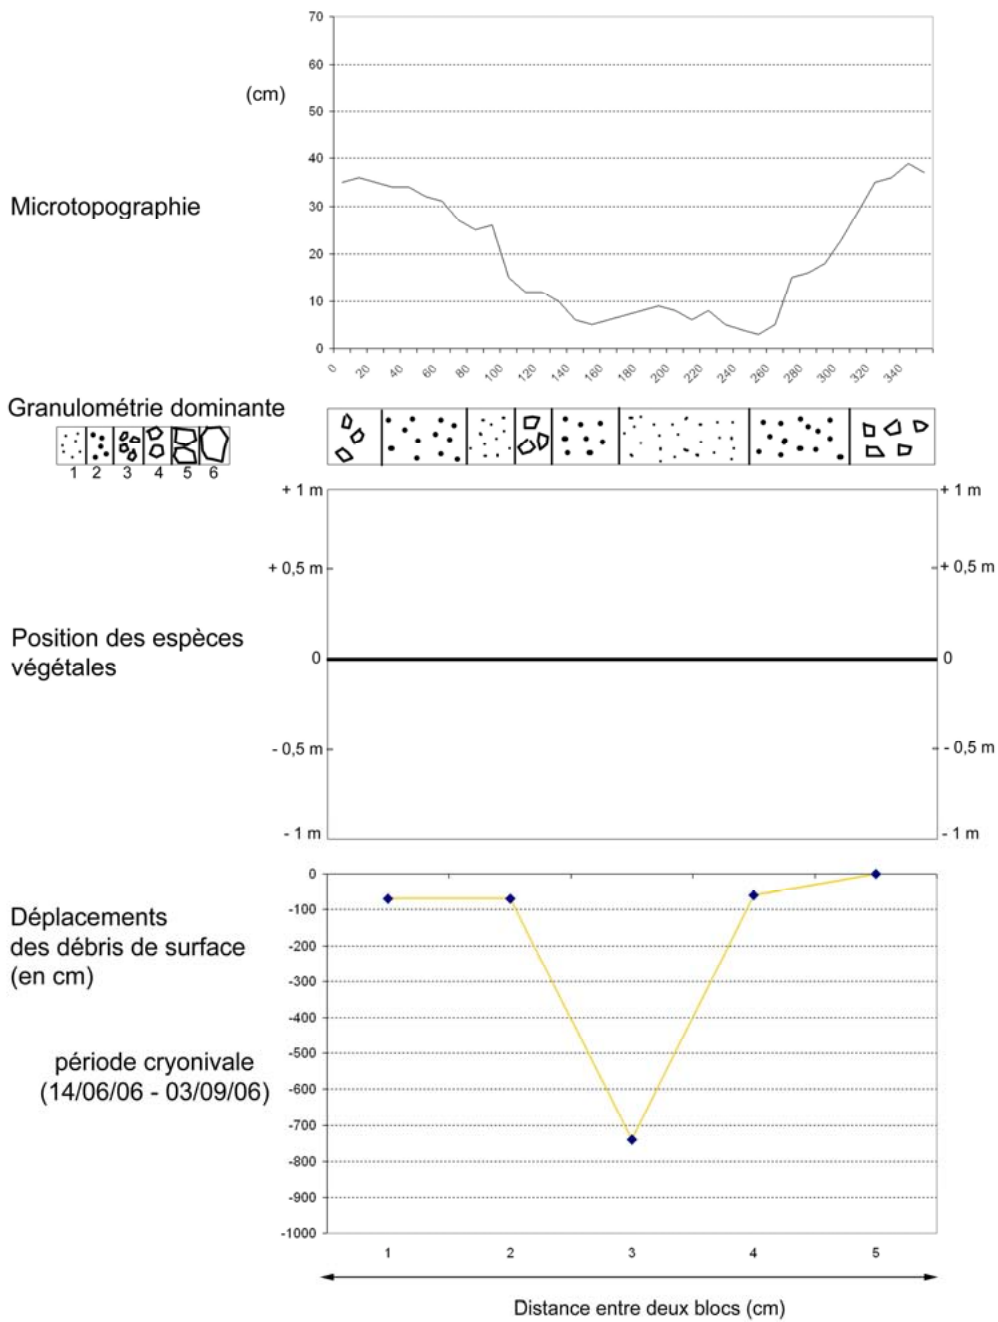 70
60
(cm)
50
40
Microtopographie
30
20
10
0
0 20 40 60 80 100 120 140 160 180 200 220 240 260 280 300 320 340
Granulométrie dominante
1 2 3 4 5 6
+ 1 m + 1 m
+ 0,5 m + 0,5 m
Position des espèces
végétales
0 0
- 0,5 m - 0,5 m
- 1 m - 1 m
0
-100
Déplacements
des débris de surface
(en cm)
-200
-300
-400
-500
période cryonivale
(14/06/06 - 03/09/06)
-600
-700
-800
-900
-1000
1 2 3 4 5
Distance entre deux blocs (cm)